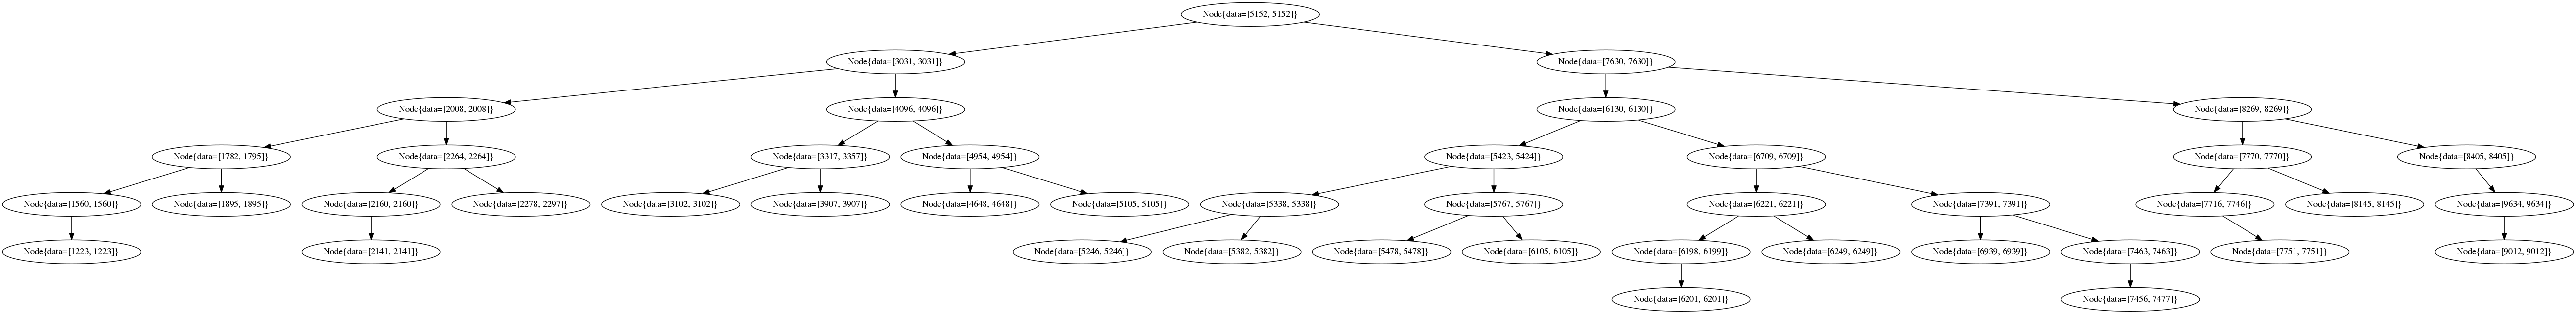 Node{data=[5152, 5152]}
Node{data=[3031, 3031]}
Node{data=[7630, 7630]}
Node{data=[2008, 2008]}
Node{data=[4096, 4096]}
Node{data=[6130, 6130]}
Node{data=[8269, 8269]}
Node{data=[1782, 1795]}
Node{data=[2264, 2264]}
Node{data=[3317, 3357]}
Node{data=[4954, 4954]}
Node{data=[5423, 5424]}
Node{data=[6709, 6709]}
Node{data=[7770, 7770]}
Node{data=[8405, 8405]}
Node{data=[1560, 1560]}
Node{data=[1895, 1895]}
Node{data=[2160, 2160]}
Node{data=[2278, 2297]}
Node{data=[3102, 3102]}
Node{data=[3907, 3907]}
Node{data=[4648, 4648]}
Node{data=[5105, 5105]}
Node{data=[5338, 5338]}
Node{data=[5767, 5767]}
Node{data=[6221, 6221]}
Node{data=[7391, 7391]}
Node{data=[7716, 7746]}
Node{data=[8145, 8145]}
Node{data=[9634, 9634]}
Node{data=[1223, 1223]}
Node{data=[2141, 2141]}
Node{data=[5246, 5246]}
Node{data=[5382, 5382]}
Node{data=[5478, 5478]}
Node{data=[6105, 6105]}
Node{data=[6198, 6199]}
Node{data=[6249, 6249]}
Node{data=[6939, 6939]}
Node{data=[7463, 7463]}
Node{data=[7751, 7751]}
Node{data=[9012, 9012]}
Node{data=[6201, 6201]}
Node{data=[7456, 7477]}